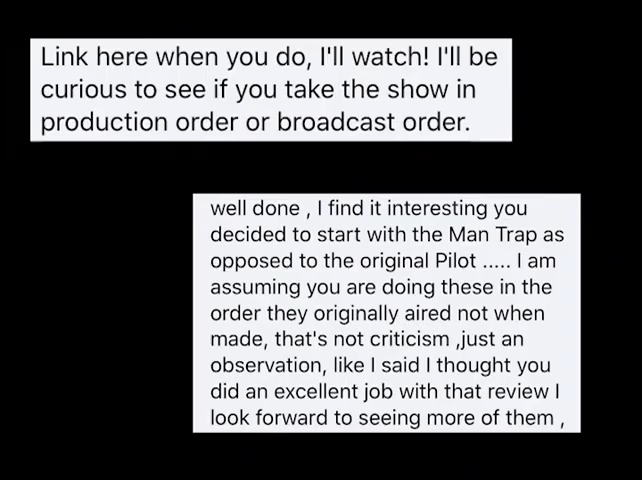 Link here when you do, I'll watch! I'll be
curious to see if you take the show in
production order or broadcast order.
well done , I find it interesting you
decided to start with the Man Trap as
opposed to the original Pilot ..... I am
assuming you are doing these in the
order they originally aired not when
made, that's not criticism ,just an
observation, like I said I thought you
did an excellent job with that review I
look forward to seeing more of them ,